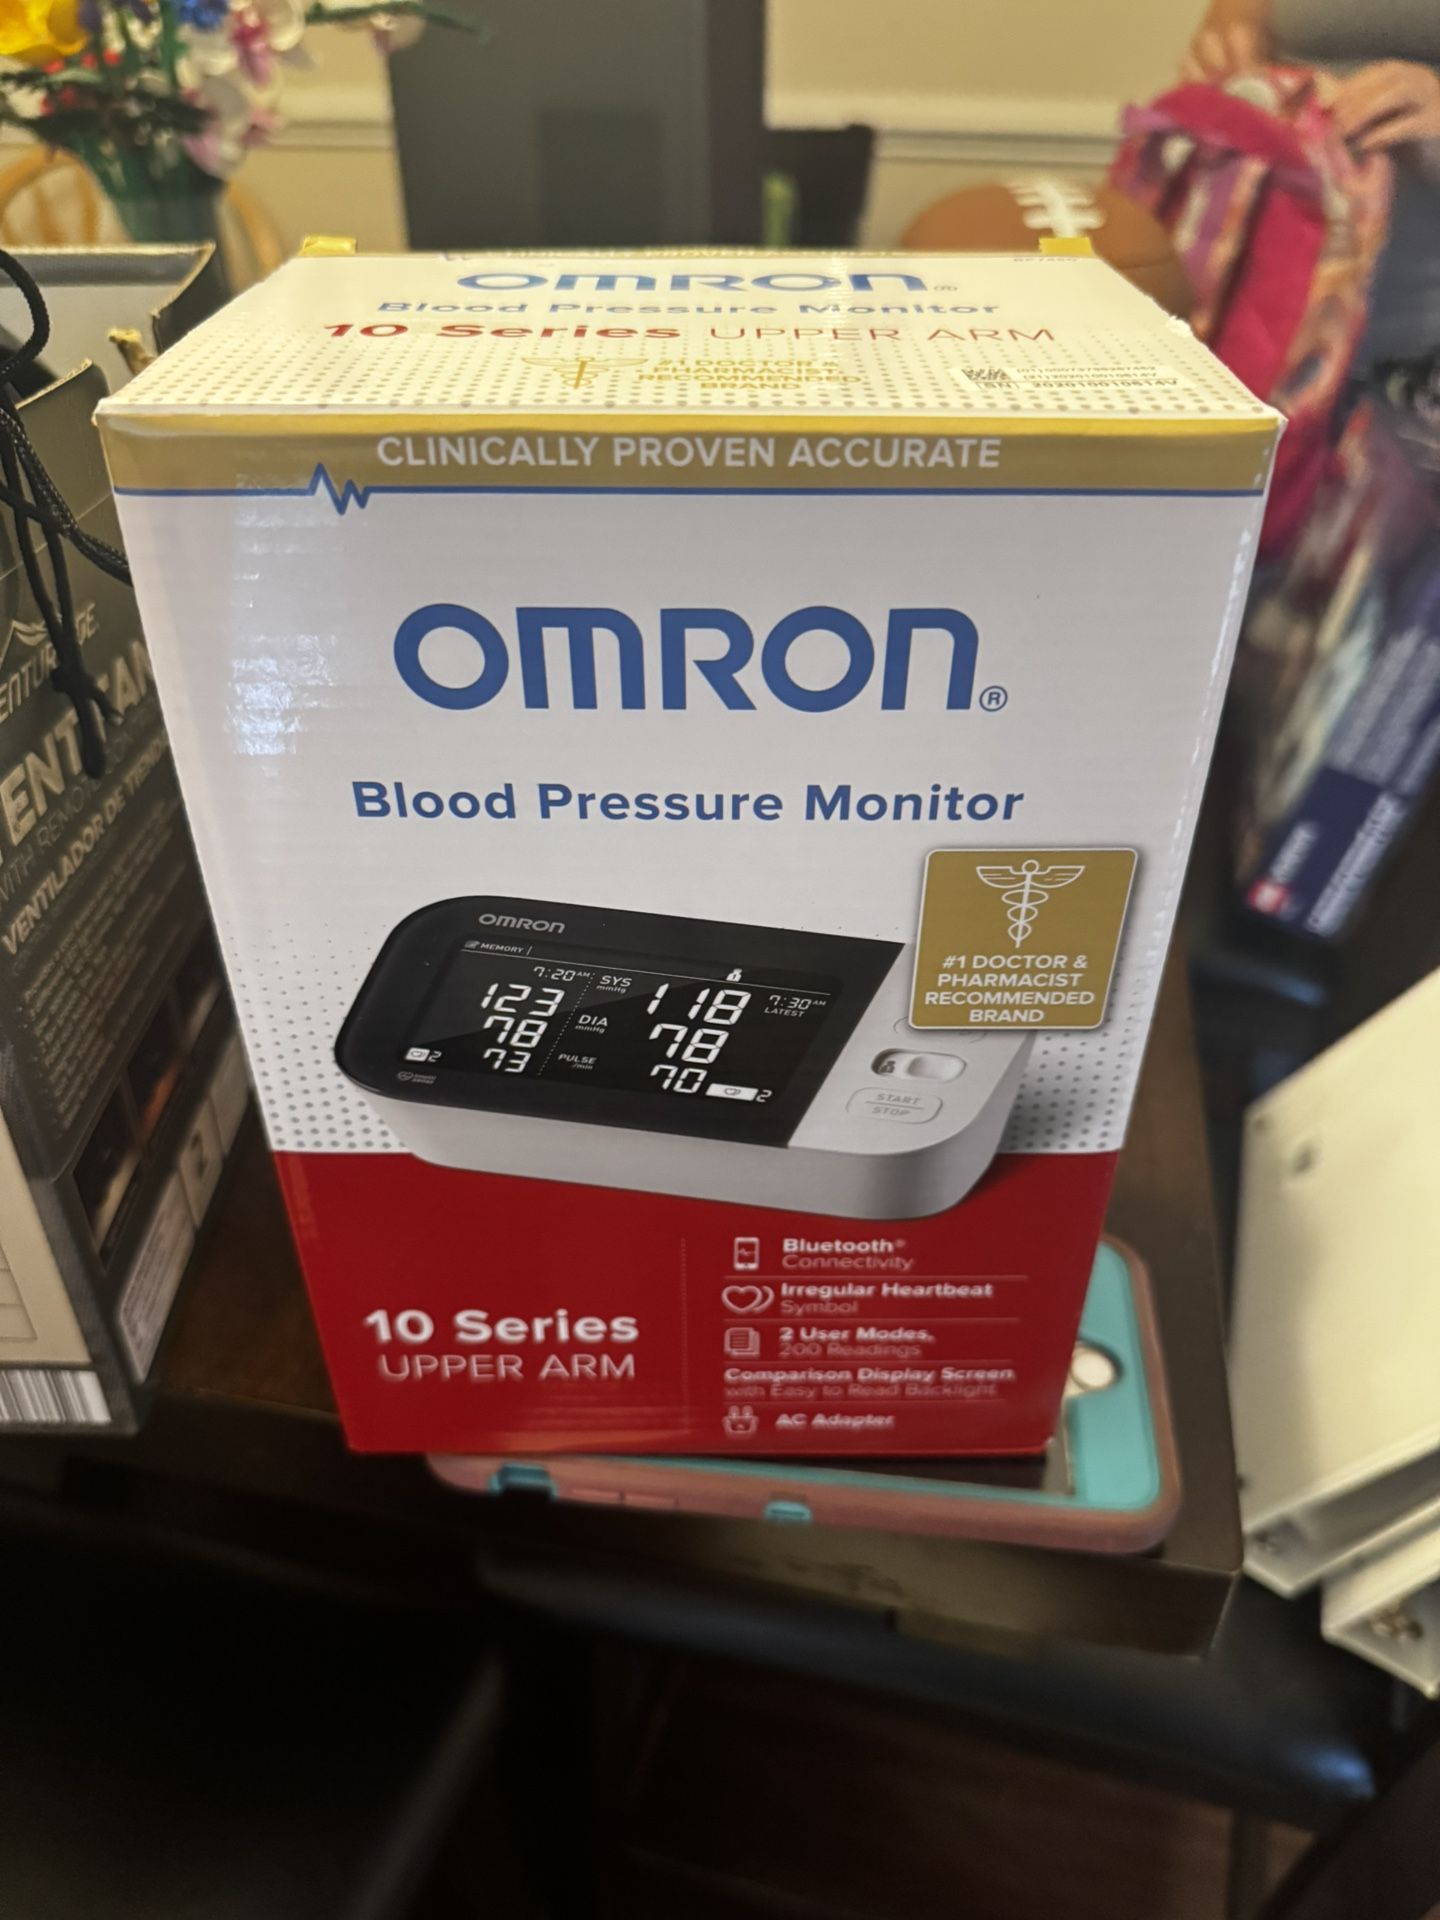 OMRON®
Blood Pressure Monitor
10 Series UPPER ARM
#1 DOCTOR &
PHARMACIST
RECOMMENDED
BRAND
CLINICALLY PROVEN ACCURATE
OMRON®
Blood Pressure Monitor
#1 DOCTOR &
PHARMACIST
RECOMMENDED
BRAND
OMRON
MEMORY
7:20AM SYS mmHg 7:30AM
LATEST
123 118
78 DIA mmHg 78
73 PULSE /min 70
2 2
START
STOP
10 Series
UPPER ARM
Bluetooth®
Connectivity
Irregular Heartbeat
Symbol
2 User Modes,
200 Readings
Comparison Display Screen
with Easy to Read Backlight
AC Adapter
VENTILADOR DE